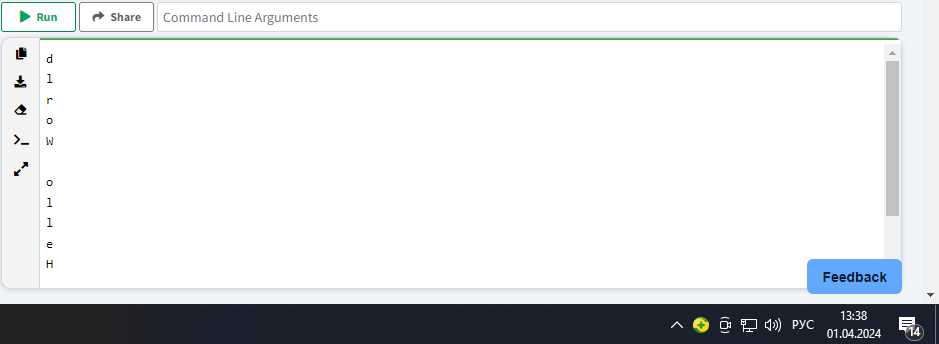 Run
Share
Command Line Arguments
d
l
r
o
W
o
l
l
e
H
Feedback
РУС
13:38
01.04.2024
14